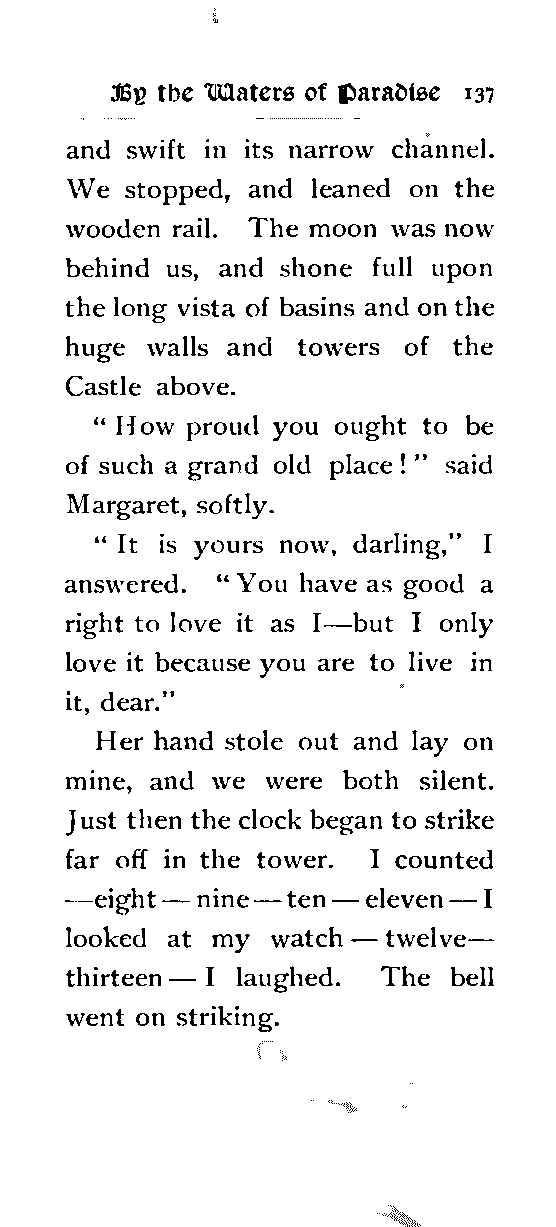 By the Waters of Paradise 137
and swift in its narrow channel.
We stopped, and leaned on the
wooden rail. The moon was now
behind us, and shone full upon
the long vista of basins and on the
huge walls and towers of the
Castle above.
“ How proud you ought to be
of such a grand old place ! ” said
Margaret, softly.
“ It is yours now, darling,” I
answered. “ You have as good a
right to love it as I—but I only
love it because you are to live in
it, dear.”
Her hand stole out and lay on
mine, and we were both silent.
Just then the clock began to strike
far off in the tower. I counted
—eight — nine — ten — eleven — I
looked at my watch — twelve—
thirteen — I laughed. The bell
went on striking.